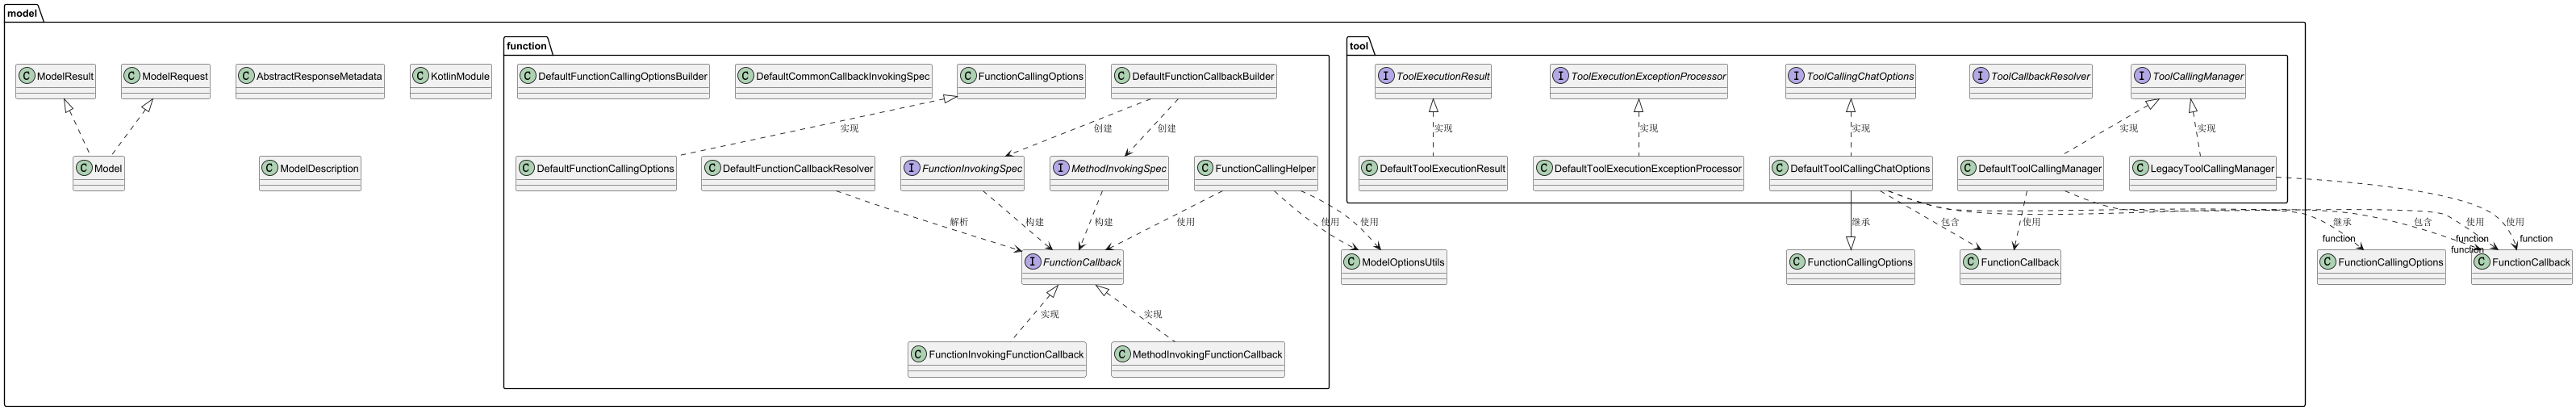 model
function
tool
C ModelResult
C ModelRequest
C AbstractResponseMetadata
C KotlinModule
C DefaultFunctionCallingOptionsBuilder
C DefaultCommonCallbackInvokingSpec
C FunctionCallingOptions
C DefaultFunctionCallbackBuilder
I ToolExecutionResult
I ToolExecutionExceptionProcessor
I ToolCallingChatOptions
I ToolCallbackResolver
I ToolCallingManager
实现
创建
创建
实现
实现
实现
实现
实现
C Model
C ModelDescription
C DefaultFunctionCallingOptions
C DefaultFunctionCallbackResolver
I FunctionInvokingSpec
I MethodInvokingSpec
C FunctionCallingHelper
C DefaultToolExecutionResult
C DefaultToolExecutionExceptionProcessor
C DefaultToolCallingChatOptions
C DefaultToolCallingManager
C LegacyToolCallingManager
解析
构建
构建
使用
使用
使用
继承
包含
使用
继承
包含
使用
使用
function
function
function
function
I FunctionCallback
C ModelOptionsUtils
C FunctionCallingOptions
C FunctionCallback
C FunctionCallingOptions
C FunctionCallback
实现
实现
C FunctionInvokingFunctionCallback
C MethodInvokingFunctionCallback